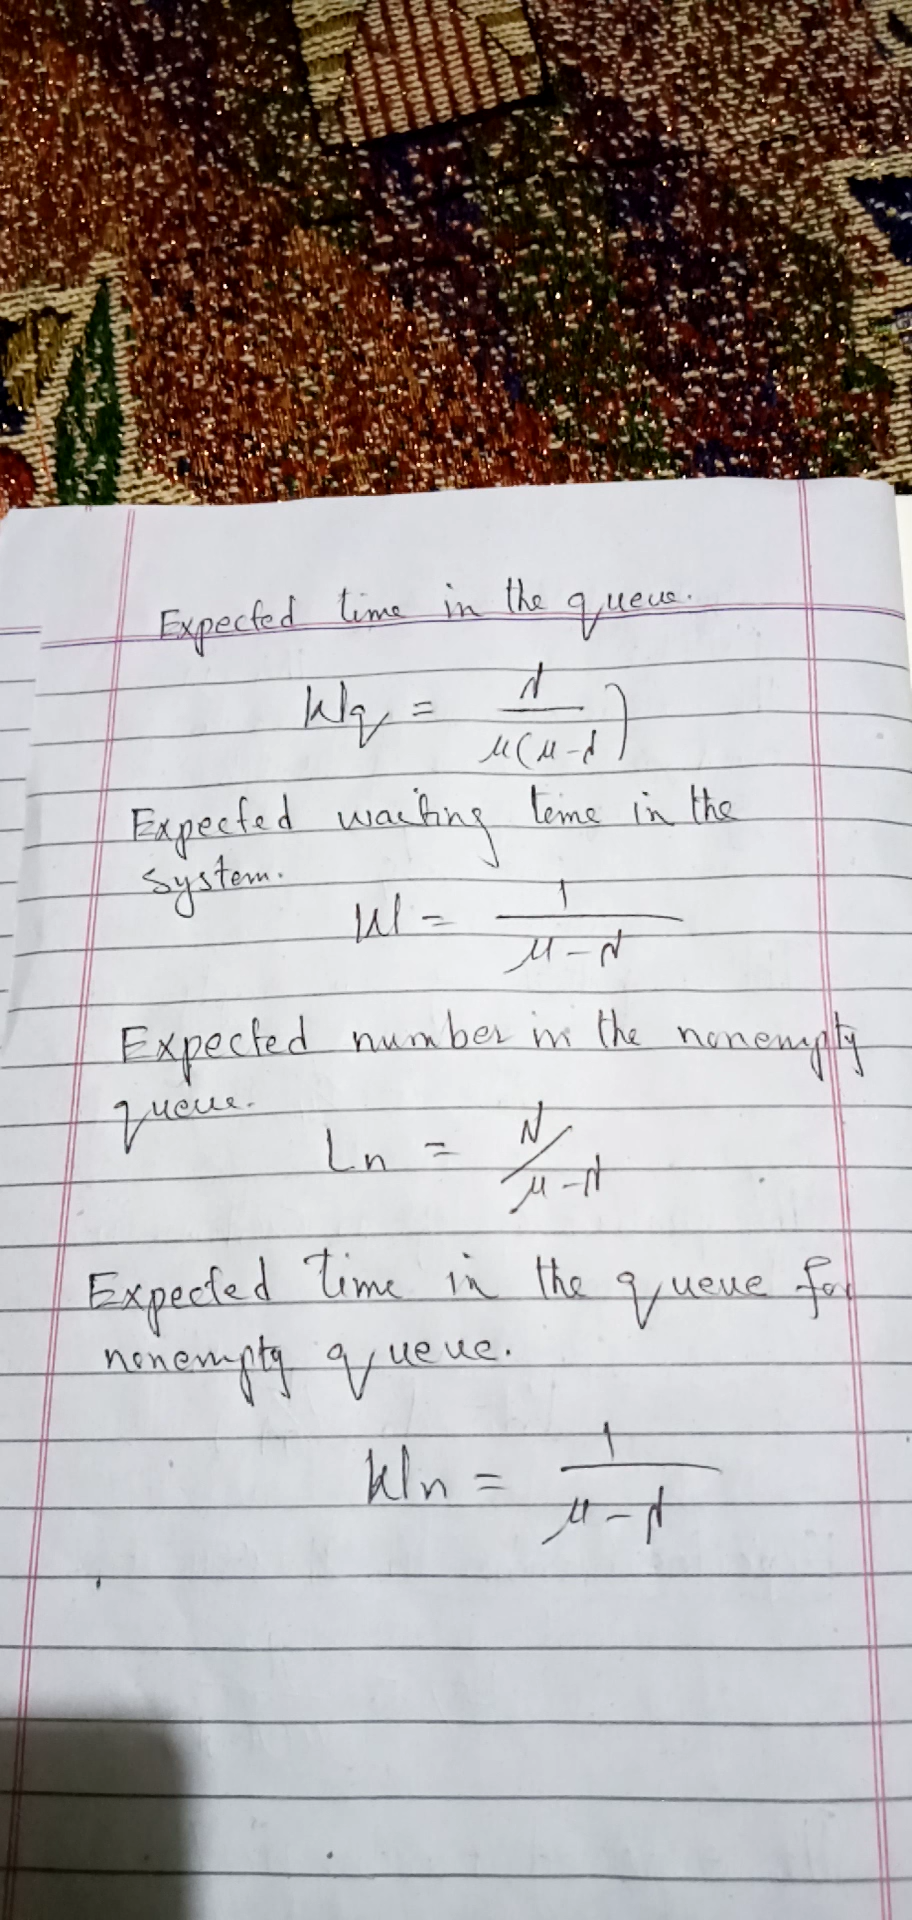 Expected time in the queue.
Wq = λ / μ(μ-λ)
Expected waiting time in the
system.
W = 1 / μ-λ
Expected number in the nonempty
queue.
Ln = λ / μ-λ
Expected time in the queue for
nonempty queue.
Wn = 1 / μ-λ